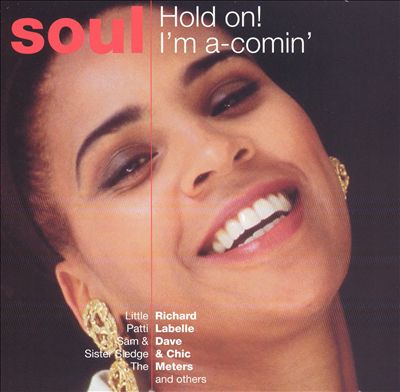 soul
Hold on!
I'm a-comin'
Little Richard
Patti Labelle
Sam & Dave
Sister Sledge & Chic
The Meters
and others